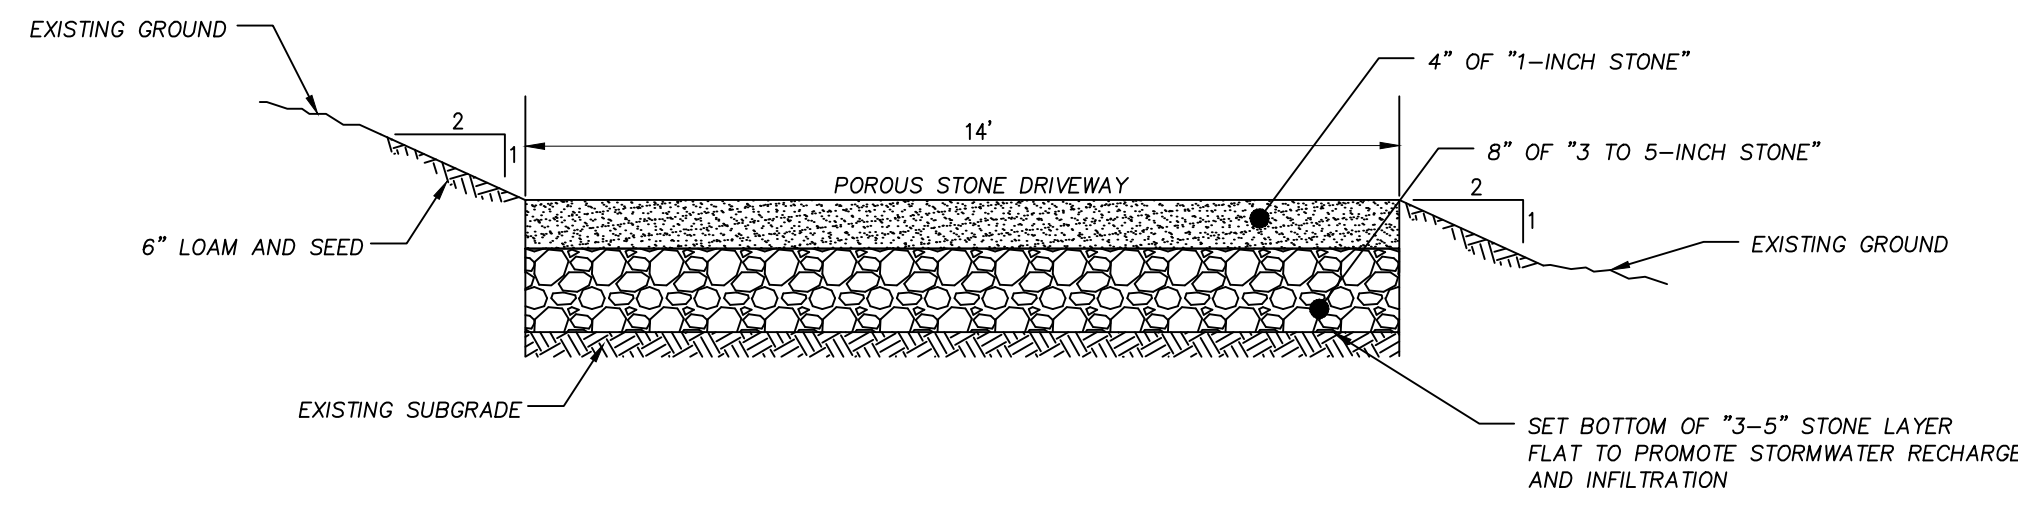 EXISTING GROUND
4" OF "1-INCH STONE"
2
1
14'
8" OF "3 TO 5-INCH STONE"
POROUS STONE DRIVEWAY
2
1
6" LOAM AND SEED
EXISTING GROUND
EXISTING SUBGRADE
SET BOTTOM OF "3-5" STONE LAYER
FLAT TO PROMOTE STORMWATER RECHARGE
AND INFILTRATION